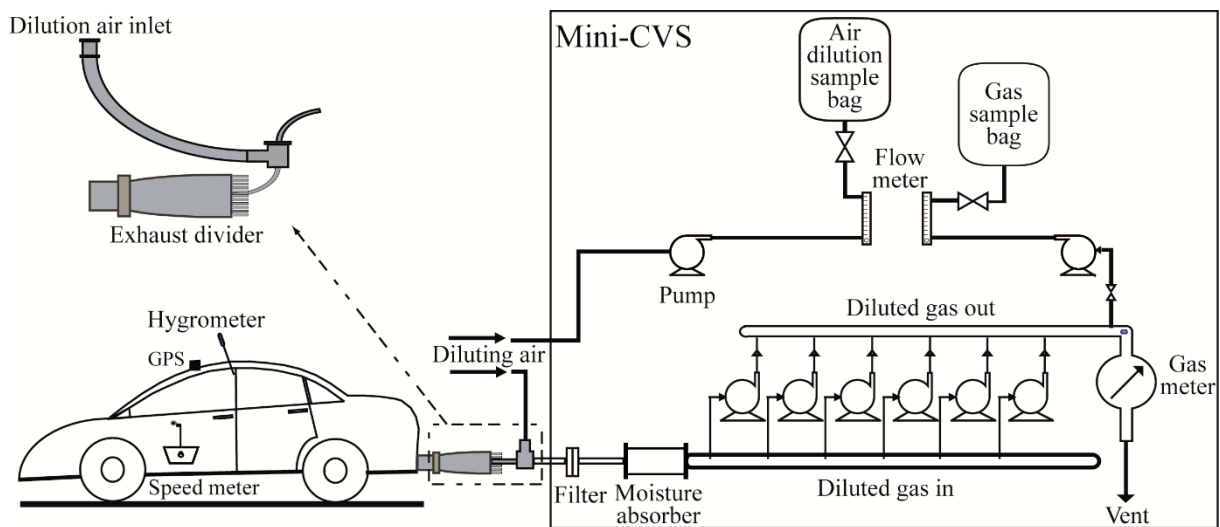 Dilution air inlet
Exhaust divider
Mini-CVS
Air
dilution
sample
bag
Gas
sample
bag
Flow
meter
Pump
Hygrometer
GPS
Speed meter
Diluting air
Diluted gas out
Gas
meter
Filter
Moisture
absorber
Diluted gas in
Vent